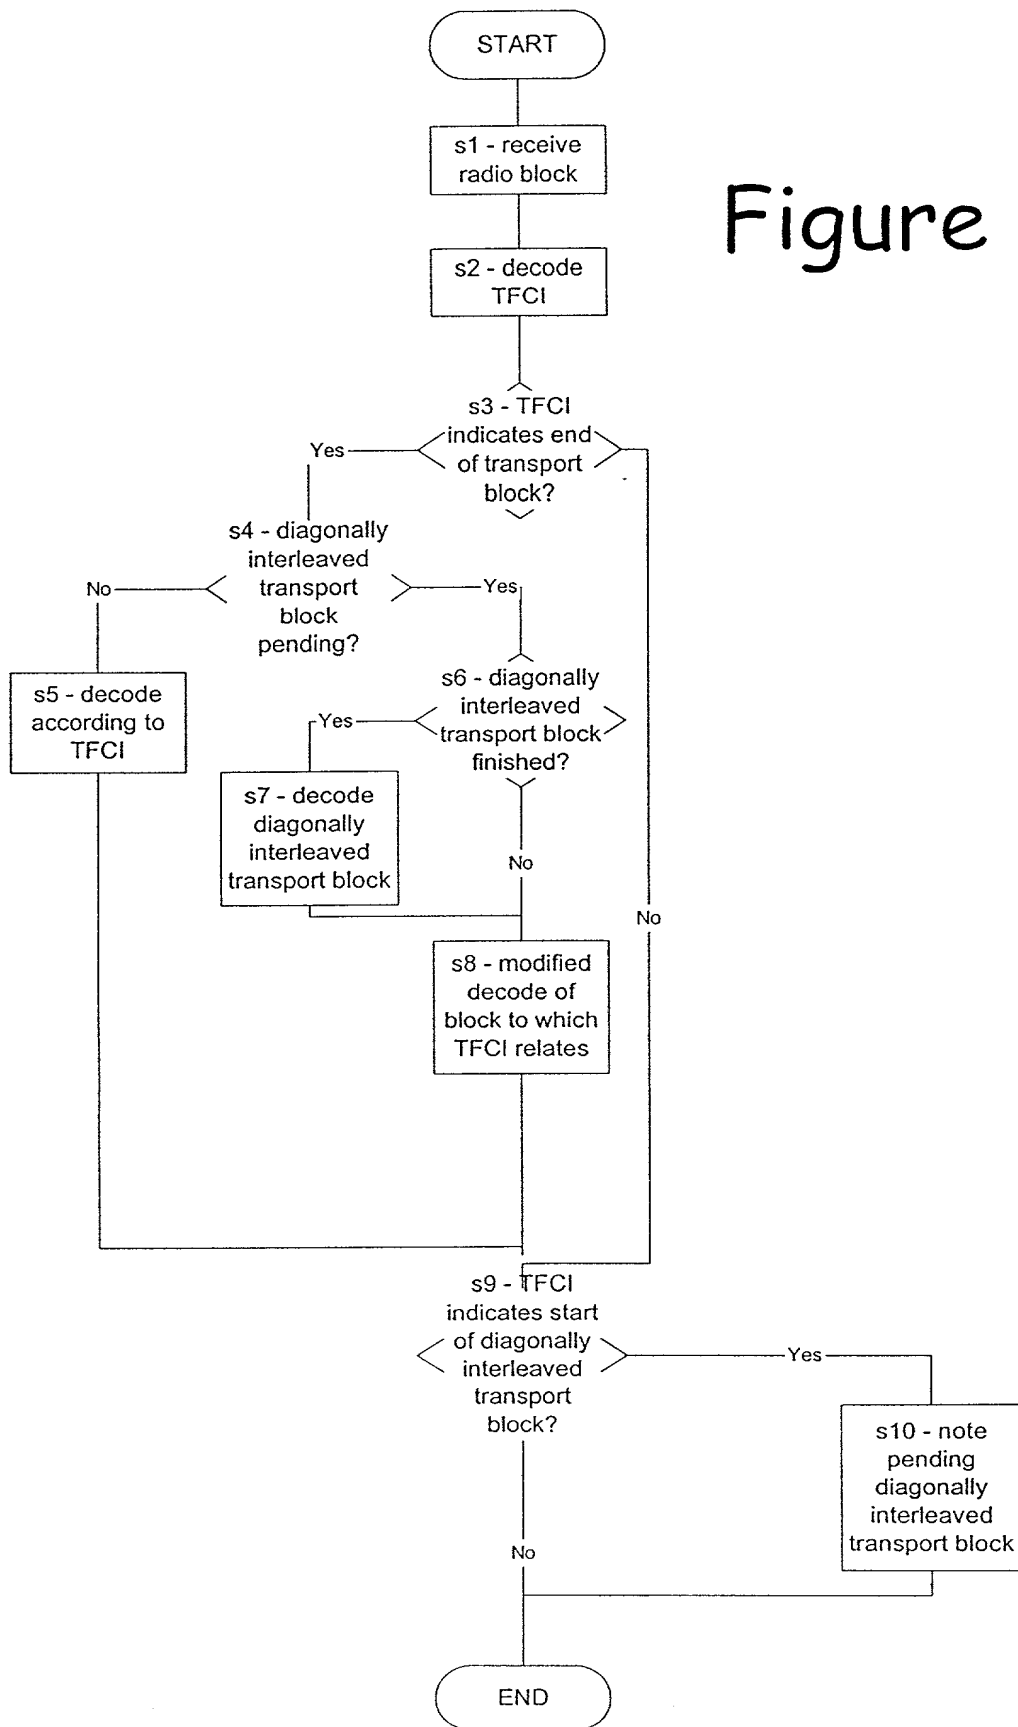 START
s1 - receive
radio block
Figure
s2 - decode
TFCI
s3 - TFCI
indicates end
of transport
block?
Yes
s4 - diagonally
interleaved
transport
block
pending?
No
Yes
s5 - decode
according to
TFCI
s6 - diagonally
interleaved
transport block
finished?
Yes
s7 - decode
diagonally
interleaved
transport block
No
No
s8 - modified
decode of
block to which
TFCI relates
s9 - TFCI
indicates start
of diagonally
interleaved
transport
block?
Yes
s10 - note
pending
diagonally
interleaved
transport block
No
END